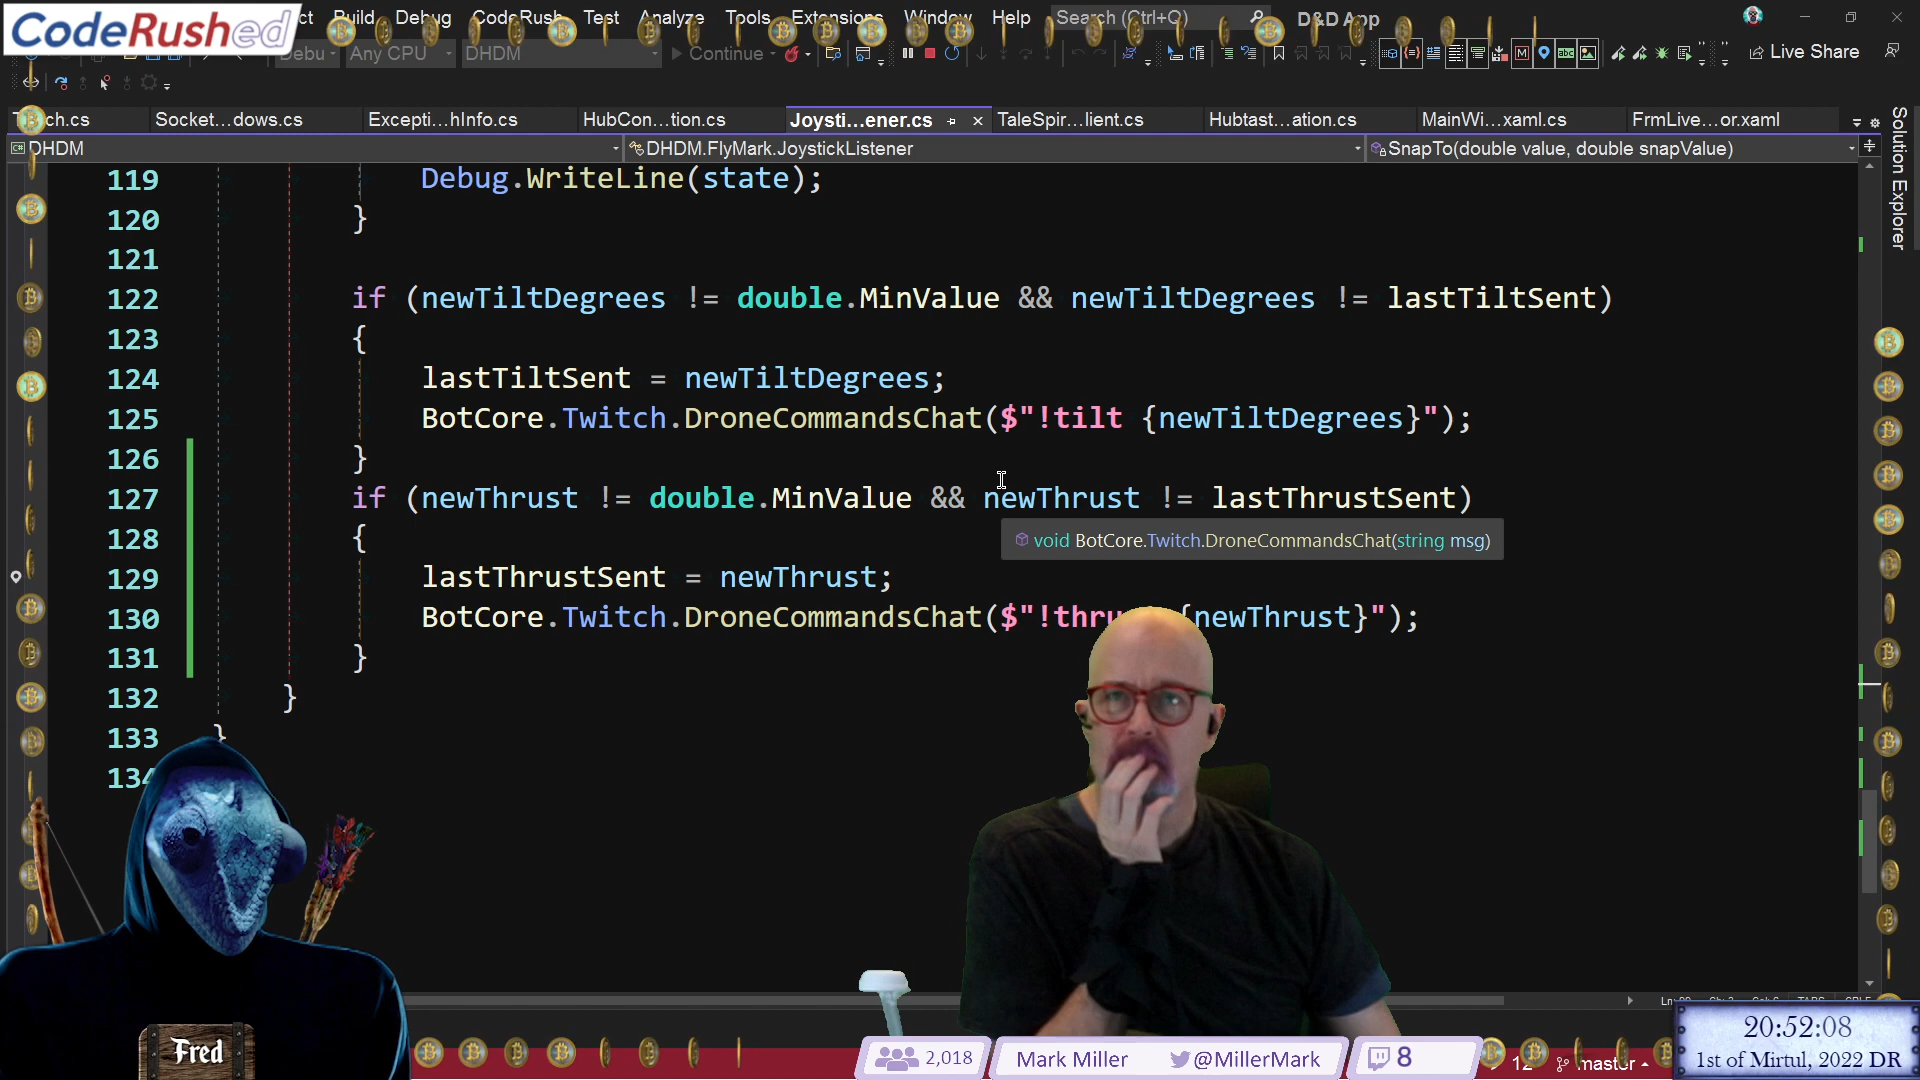 CodeRushed
Build Debug CodeRush Test Analyze Tools Extensions Window Help Search (Ctrl+Q) D&D App
Any CPU DHDM Continue Live Share
Socket...dows.cs Excepti...hInfo.cs HubCon...tion.cs Joysti...ener.cs TaleSpir...lient.cs Hubtast...ation.cs MainWi...xaml.cs FrmLive...or.xaml
DHDM DHDM.FlyMark.JoystickListener SnapTo(double value, double snapValue)
Solution Explorer
119 Debug.WriteLine(state);
120 }
121
122 if (newTiltDegrees != double.MinValue && newTiltDegrees != lastTiltSent)
123 {
124 lastTiltSent = newTiltDegrees;
125 BotCore.Twitch.DroneCommandsChat($"!tilt {newTiltDegrees}");
126 }
127 if (newThrust != double.MinValue && newThrust != lastThrustSent)
128 {
void BotCore.Twitch.DroneCommandsChat(string msg)
129 lastThrustSent = newThrust;
130 BotCore.Twitch.DroneCommandsChat($"!thru {newThrust}");
131 }
132 }
133 }
134
Fred
2,018 Mark Miller @MillerMark 8
12 master
20:52:08
1st of Mirtul, 2022 DR